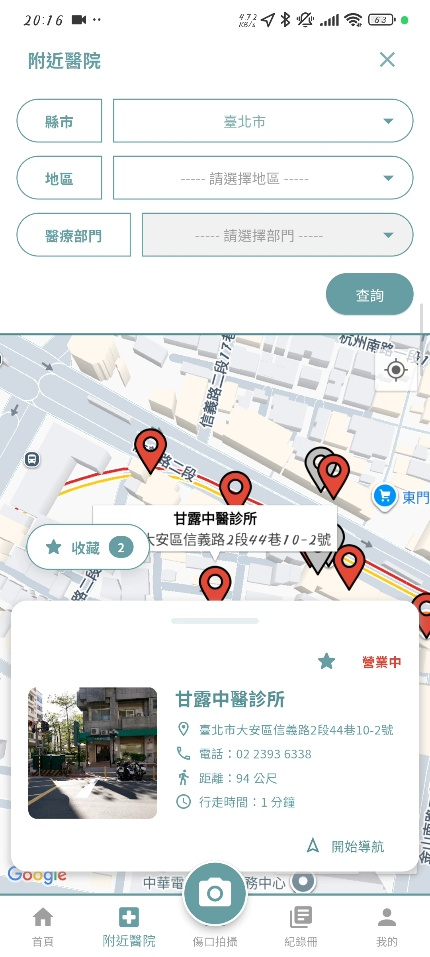 20:16
472
KB/s
63
附近醫院
縣市
臺北市
地區
----- 請選擇地區 -----
醫療部門
----- 請選擇部門 -----
查詢
杭州南路
信義路二段17巷
路二段
東門
甘露中醫診所
大安區信義路2段44巷10-2號
收藏 2
路二段
營業中
甘露中醫診所
臺北市大安區信義路2段44巷10-2號
電話：02 2393 6338
距離：94 公尺
行走時間：1 分鐘
開始導航
Google
中華電
務中心
首頁
附近醫院
傷口拍攝
紀錄冊
我的